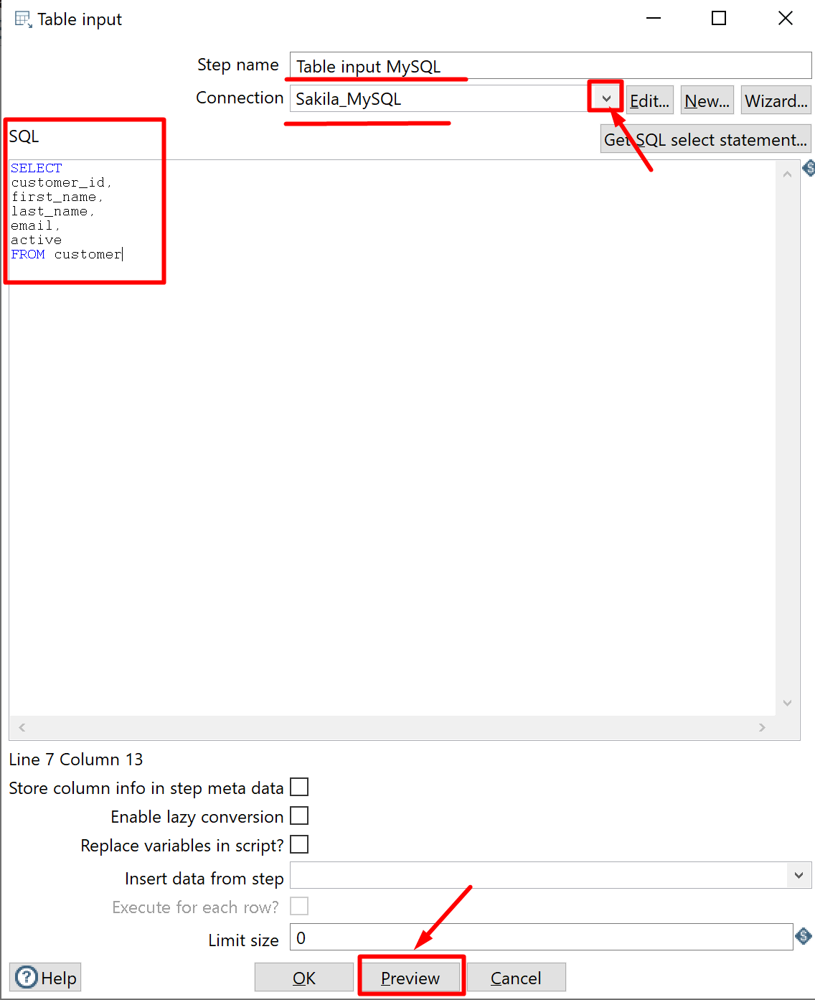 Table input
Step name Table input MySQL
Connection Sakila_MySQL Edit... New... Wizard...
SQL Get SQL select statement...
SELECT
customer_id,
first_name,
last_name,
email,
active
FROM customer
Line 7 Column 13
Store column info in step meta data
Enable lazy conversion
Replace variables in script?
Insert data from step
Execute for each row?
Limit size 0
Help OK Preview Cancel